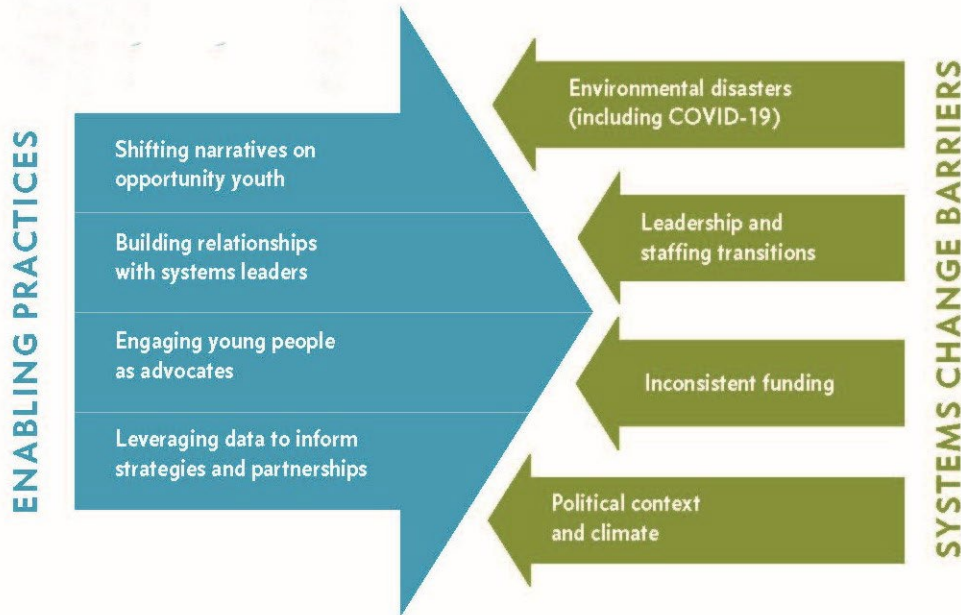 ENABLING PRACTICES
Shifting narratives on
opportunity youth
Building relationships
with systems leaders
Engaging young people
as advocates
Leveraging data to inform
strategies and partnerships
Environmental disasters
(including COVID-19)
Leadership and
staffing transitions
Inconsistent funding
Political context
and climate
SYSTEMS CHANGE BARRIERS